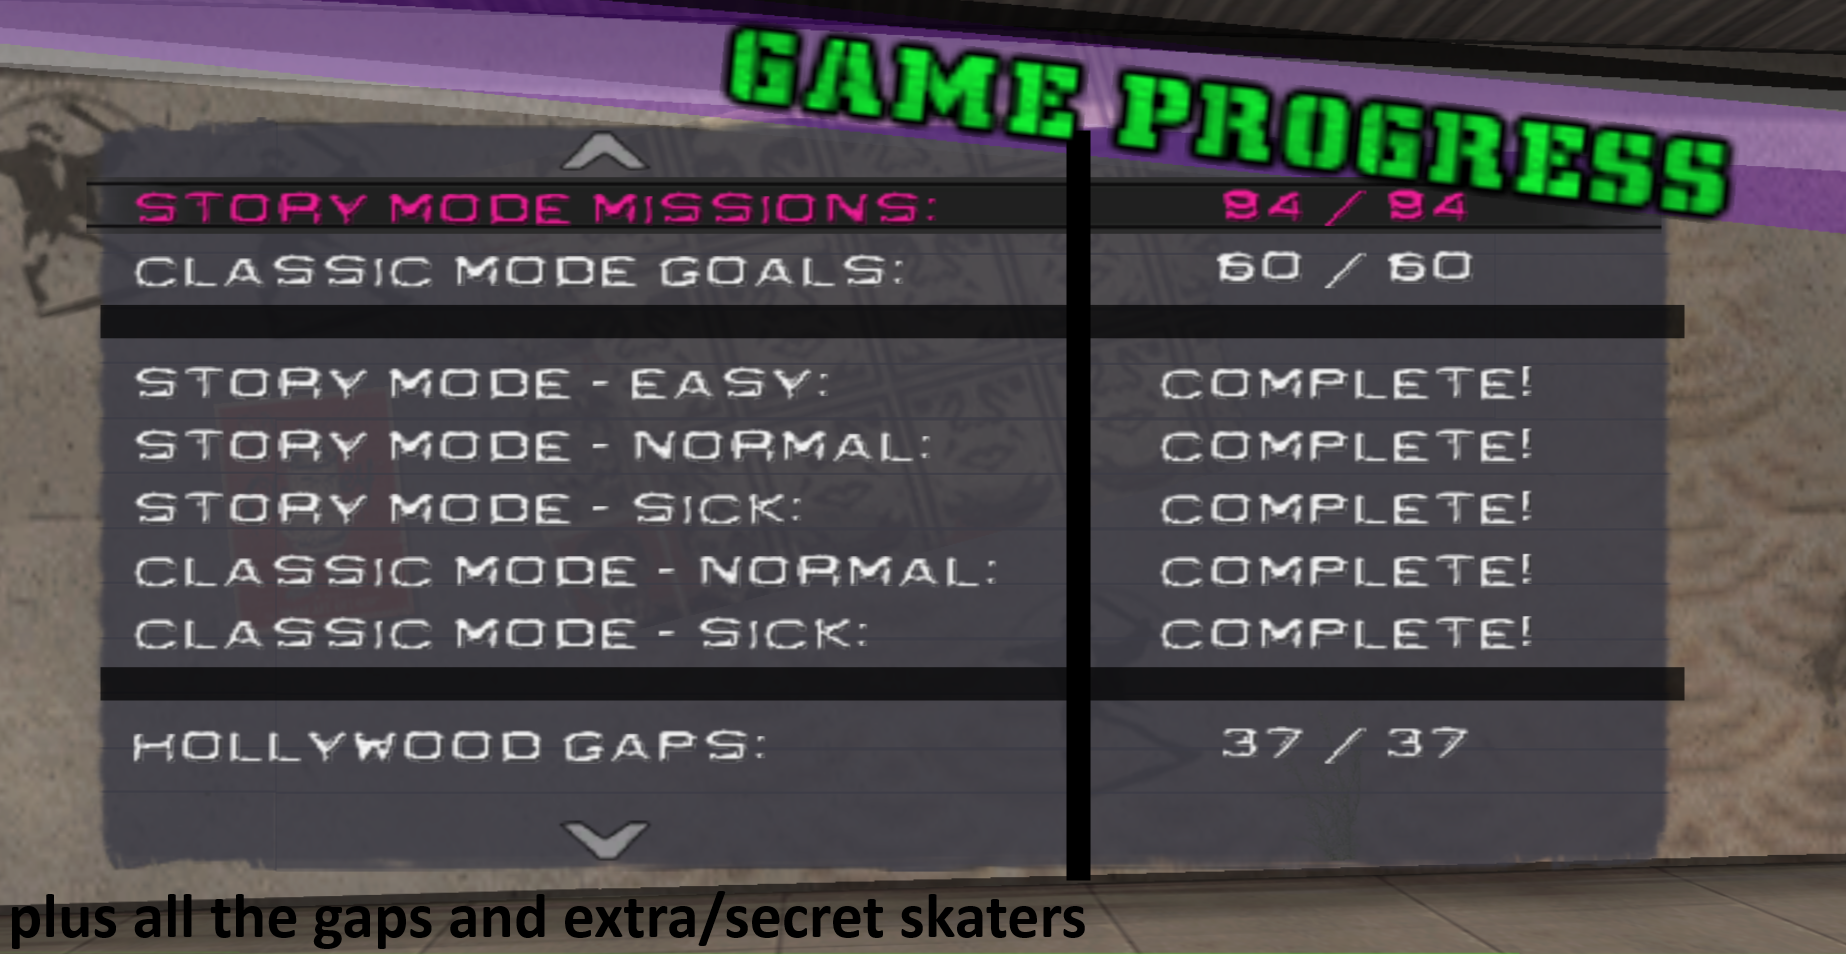 GAME PROGRESS
STORY MODE MISSIONS: 94 / 94
CLASSIC MODE GOALS: 60 / 60
STORY MODE - EASY: COMPLETE!
STORY MODE - NORMAL: COMPLETE!
STORY MODE - SICK: COMPLETE!
CLASSIC MODE - NORMAL: COMPLETE!
CLASSIC MODE - SICK: COMPLETE!
HOLLYWOOD GAPS: 37 / 37
plus all the gaps and extra/secret skaters